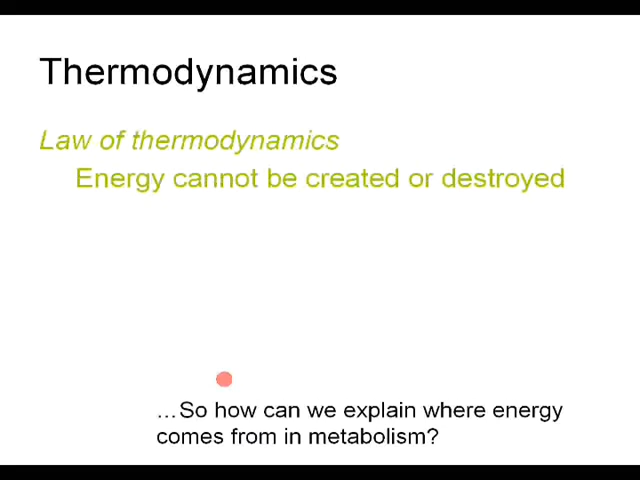 Thermodynamics
Law of thermodynamics
Energy cannot be created or destroyed
…So how can we explain where energy
comes from in metabolism?